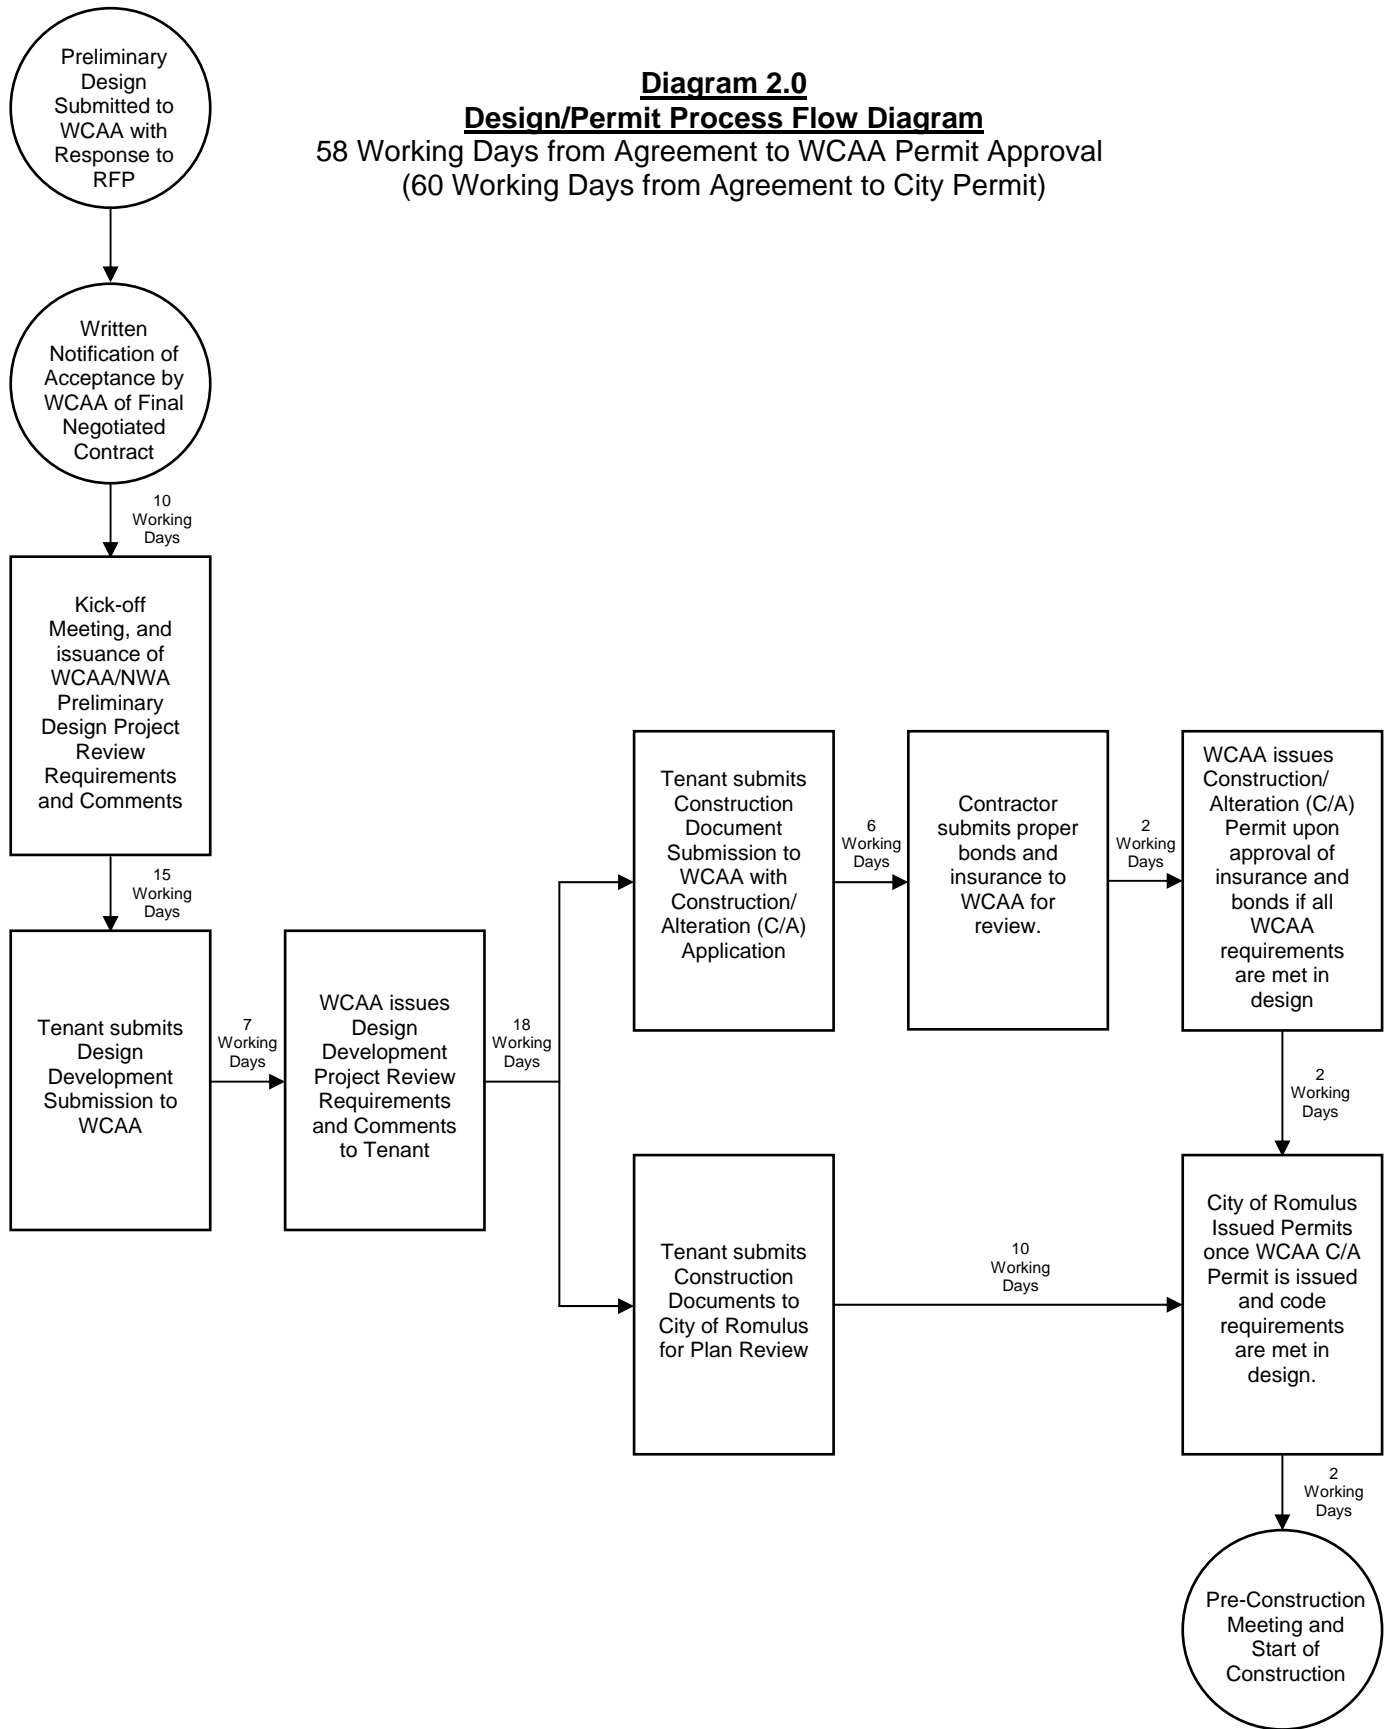 Preliminary
Design
Submitted to
WCAA with
Response to
RFP
Diagram 2.0
Design/Permit Process Flow Diagram
58 Working Days from Agreement to WCAA Permit Approval
(60 Working Days from Agreement to City Permit)
Written
Notification of
Acceptance by
WCAA of Final
Negotiated
Contract
10
Working
Days
Kick-off
Meeting, and
issuance of
WCAA/NWA
Preliminary
Design Project
Review
Requirements
and Comments
15
Working
Days
Tenant submits
Design
Development
Submission to
WCAA
7
Working
Days
WCAA issues
Design
Development
Project Review
Requirements
and Comments
to Tenant
18
Working
Days
Tenant submits
Construction
Document
Submission to
WCAA with
Construction/
Alteration (C/A)
Application
6
Working
Days
Contractor
submits proper
bonds and
insurance to
WCAA for
review.
2
Working
Days
WCAA issues
Construction/
Alteration (C/A)
Permit upon
approval of
insurance and
bonds if all
WCAA
requirements
are met in
design
2
Working
Days
Tenant submits
Construction
Documents to
City of Romulus
for Plan Review
10
Working
Days
City of Romulus
Issued Permits
once WCAA C/A
Permit is issued
and code
requirements
are met in
design.
2
Working
Days
Pre-Construction
Meeting and
Start of
Construction